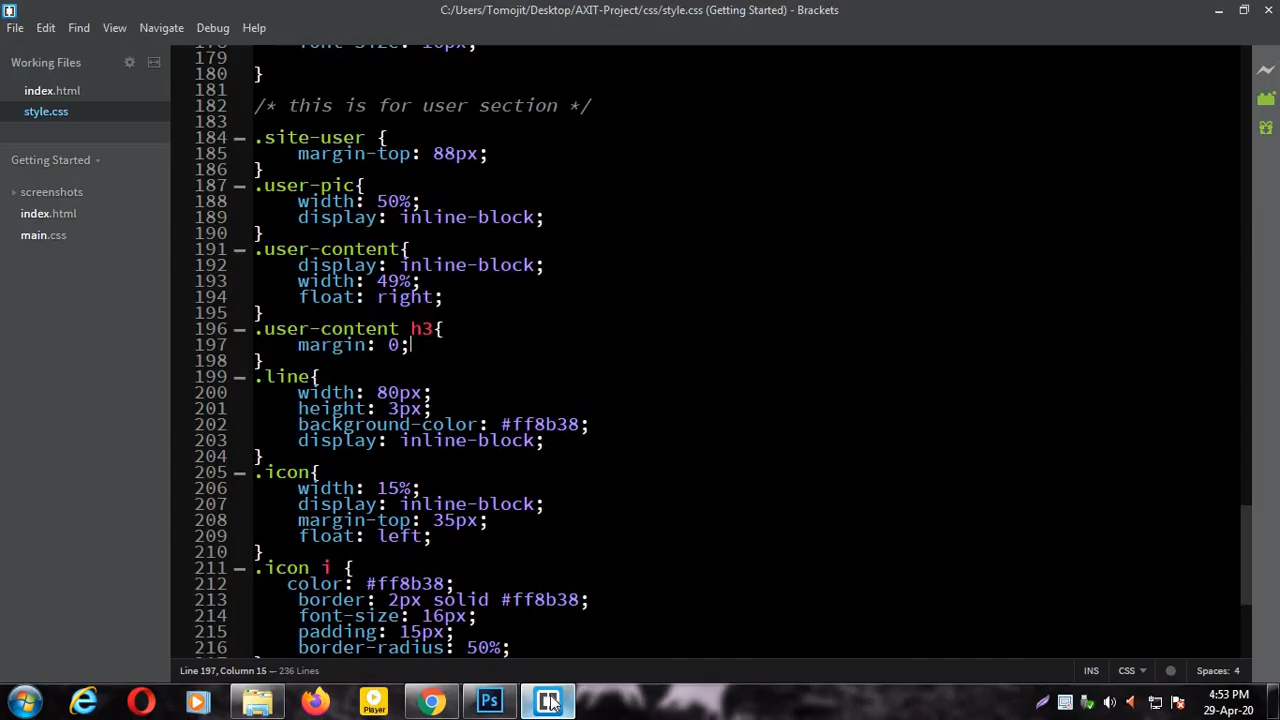 C:/Users/Tomojit/Desktop/AXIT-Project/css/style.css (Getting Started) - Brackets
File Edit Find View Navigate Debug Help
Working Files
index.html
style.css
Getting Started
screenshots
index.html
main.css
179
180 }
181
182 /* this is for user section */
183
184 .site-user {
185 margin-top: 88px;
186 }
187 .user-pic{
188 width: 50%;
189 display: inline-block;
190 }
191 .user-content{
192 display: inline-block;
193 width: 49%;
194 float: right;
195 }
196 .user-content h3{
197 margin: 0;
198 }
199 .line{
200 width: 80px;
201 height: 3px;
202 background-color: #ff8b38;
203 display: inline-block;
204 }
205 .icon{
206 width: 15%;
207 display: inline-block;
208 margin-top: 35px;
209 float: left;
210 }
211 .icon i {
212 color: #ff8b38;
213 border: 2px solid #ff8b38;
214 font-size: 16px;
215 padding: 15px;
216 border-radius: 50%;
Line 197, Column 15 — 236 Lines
INS CSS Spaces: 4
Player
Ps
4:53 PM
29-Apr-20